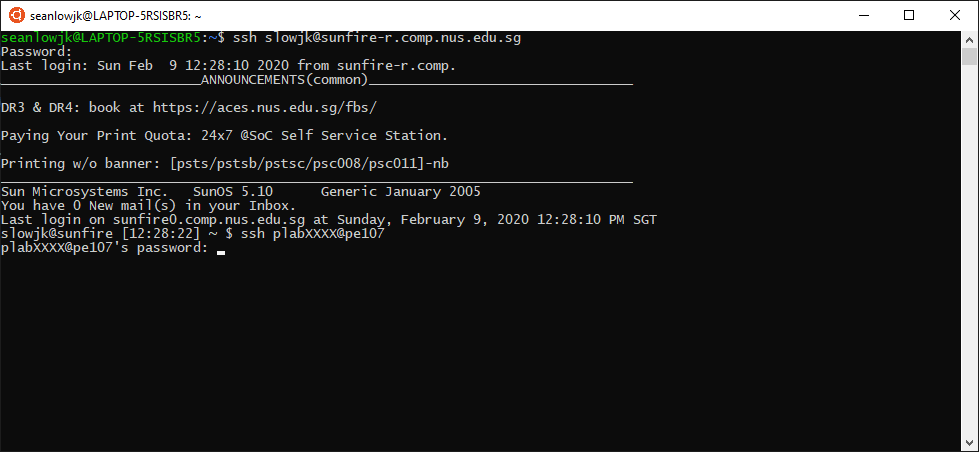 seanlowjk@LAPTOP-5RSISBR5: ~
seanlowjk@LAPTOP-5RSISBR5:~$ ssh slowjk@sunfire-r.comp.nus.edu.sg
Password:
Last login: Sun Feb  9 12:28:10 2020 from sunfire-r.comp.
_________________________ANNOUNCEMENTS(common)_________________________________
DR3 & DR4: book at https://aces.nus.edu.sg/fbs/
Paying Your Print Quota: 24x7 @SoC Self Service Station.
Printing w/o banner: [psts/pstsb/pstsc/psc008/psc011]-nb
_______________________________________________________________________________
Sun Microsystems Inc.   SunOS 5.10      Generic January 2005
You have 0 New mail(s) in your Inbox.
Last login on sunfire0.comp.nus.edu.sg at Sunday, February 9, 2020 12:28:10 PM SGT
slowjk@sunfire [12:28:22] ~ $ ssh plabXXXX@pe107
plabXXXX@pe107's password: